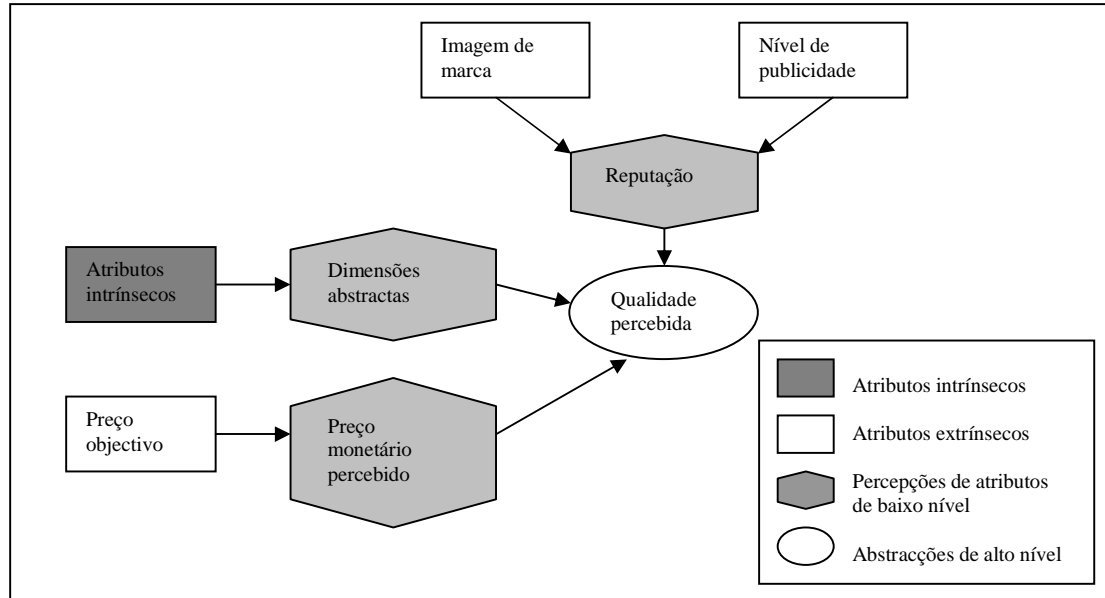 Imagem de
marca
Nível de
publicidade
Reputação
Atributos
intrínsecos
Dimensões
abstractas
Qualidade
percebida
Preço
objectivo
Preço
monetário
percebido
Atributos intrínsecos
Atributos extrínsecos
Percepções de atributos
de baixo nível
Abstracções de alto nível